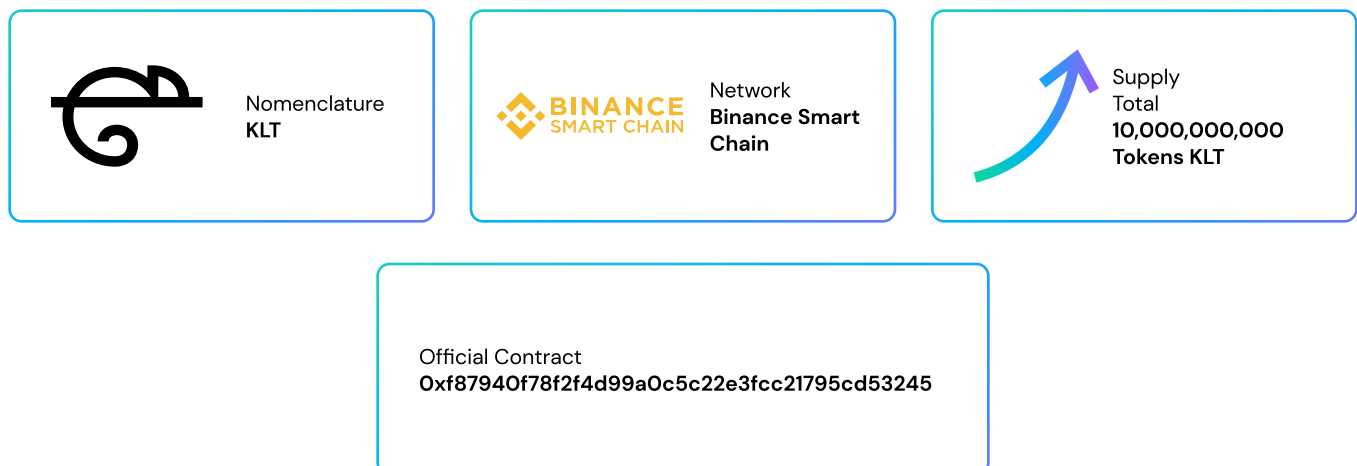 Nomenclature
KLT
BINANCE
SMART CHAIN
Network
Binance Smart
Chain
Supply
Total
10,000,000,000
Tokens KLT
Official Contract
0xf87940f78f2f4d99a0c5c22e3fcc21795cd53245